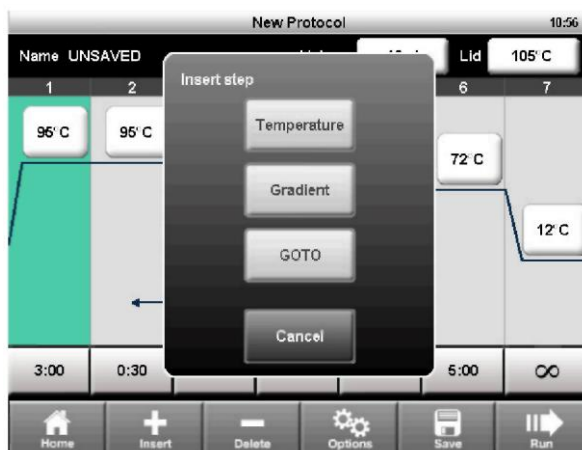 New Protocol 10:56
Name UNSAVED Lid 105°C
1 2 6 7
Insert step
95°C 95°C Temperature
72°C
Gradient
12°C
GOTO
Cancel
3:00 0:30 5:00 ∞
Home Insert Delete Options Save Run